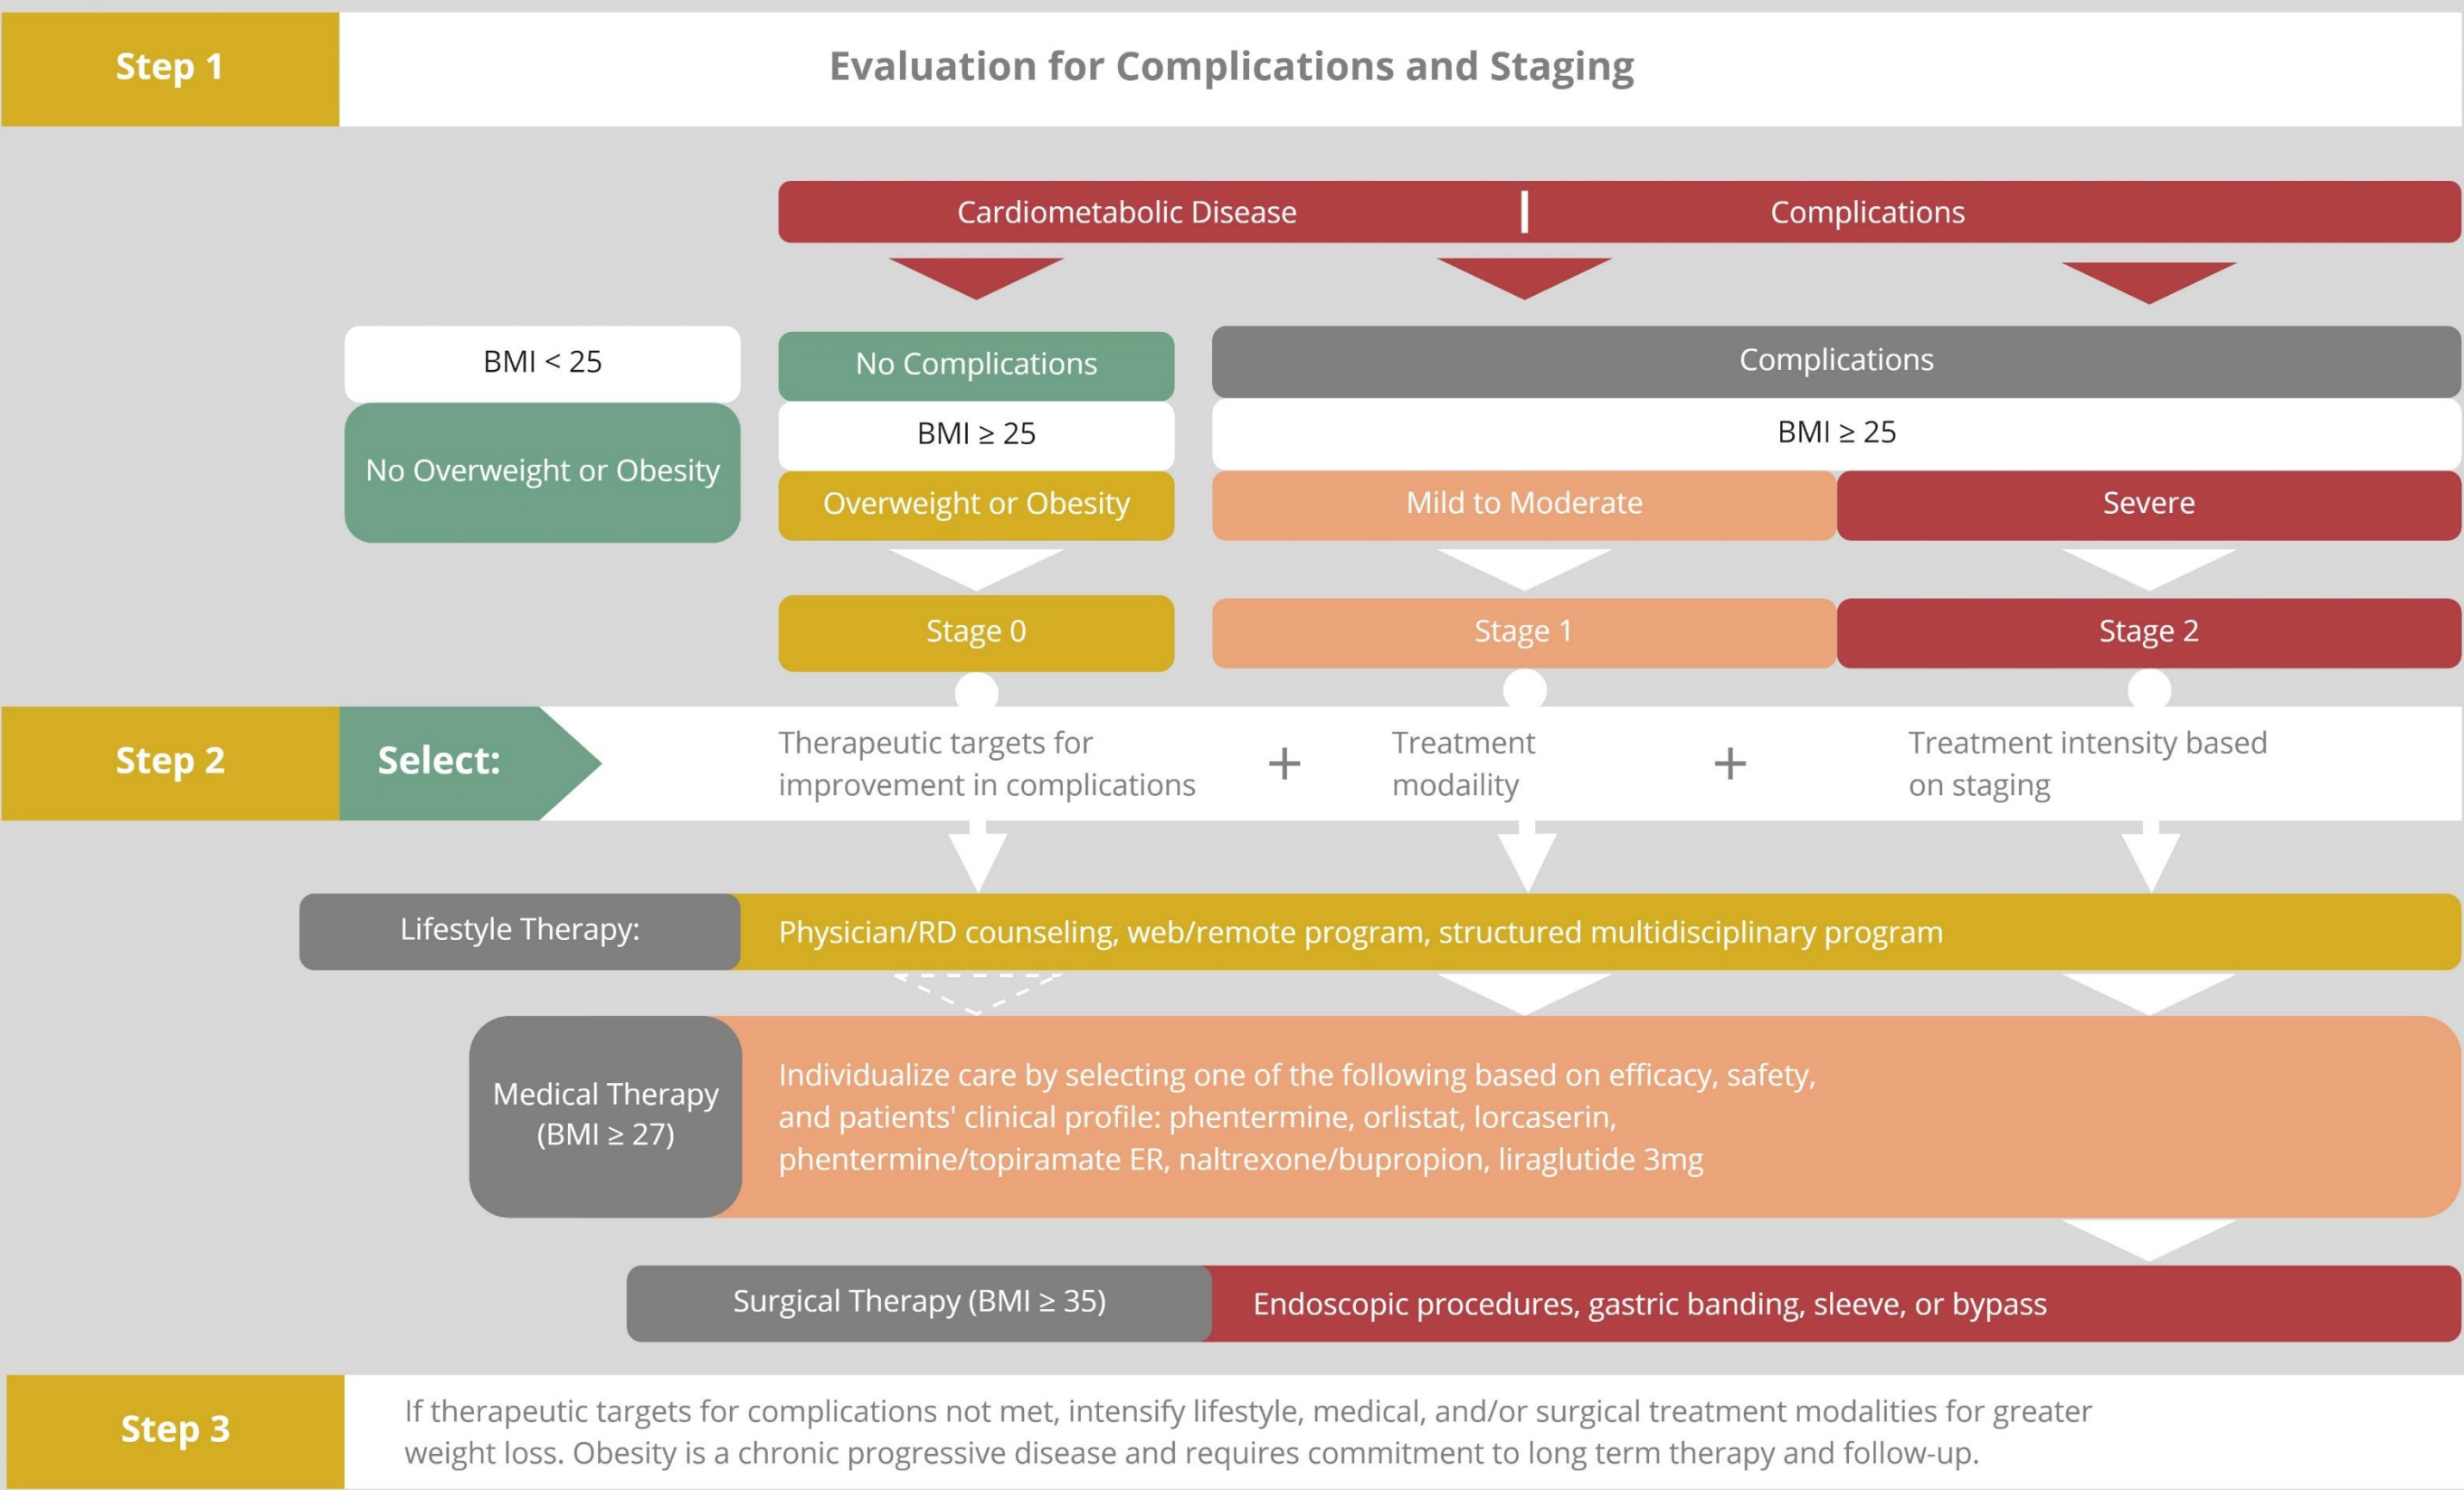 Step 1
Evaluation for Complications and Staging
Cardiometabolic Disease
Complications
BMI < 25
No Overweight or Obesity
No Complications
BMI ≥ 25
Overweight or Obesity
Complications
BMI ≥ 25
Mild to Moderate
Severe
Stage 0
Stage 1
Stage 2
Step 2
Select:
Therapeutic targets for
improvement in complications
+
Treatment
modaility
+
Treatment intensity based
on staging
Lifestyle Therapy:
Physician/RD counseling, web/remote program, structured multidisciplinary program
Medical Therapy
(BMI ≥ 27)
Individualize care by selecting one of the following based on efficacy, safety,
and patients' clinical profile: phentermine, orlistat, lorcaserin,
phentermine/topiramate ER, naltrexone/bupropion, liraglutide 3mg
Surgical Therapy (BMI ≥ 35)
Endoscopic procedures, gastric banding, sleeve, or bypass
Step 3
If therapeutic targets for complications not met, intensify lifestyle, medical, and/or surgical treatment modalities for greater
weight loss. Obesity is a chronic progressive disease and requires commitment to long term therapy and follow-up.